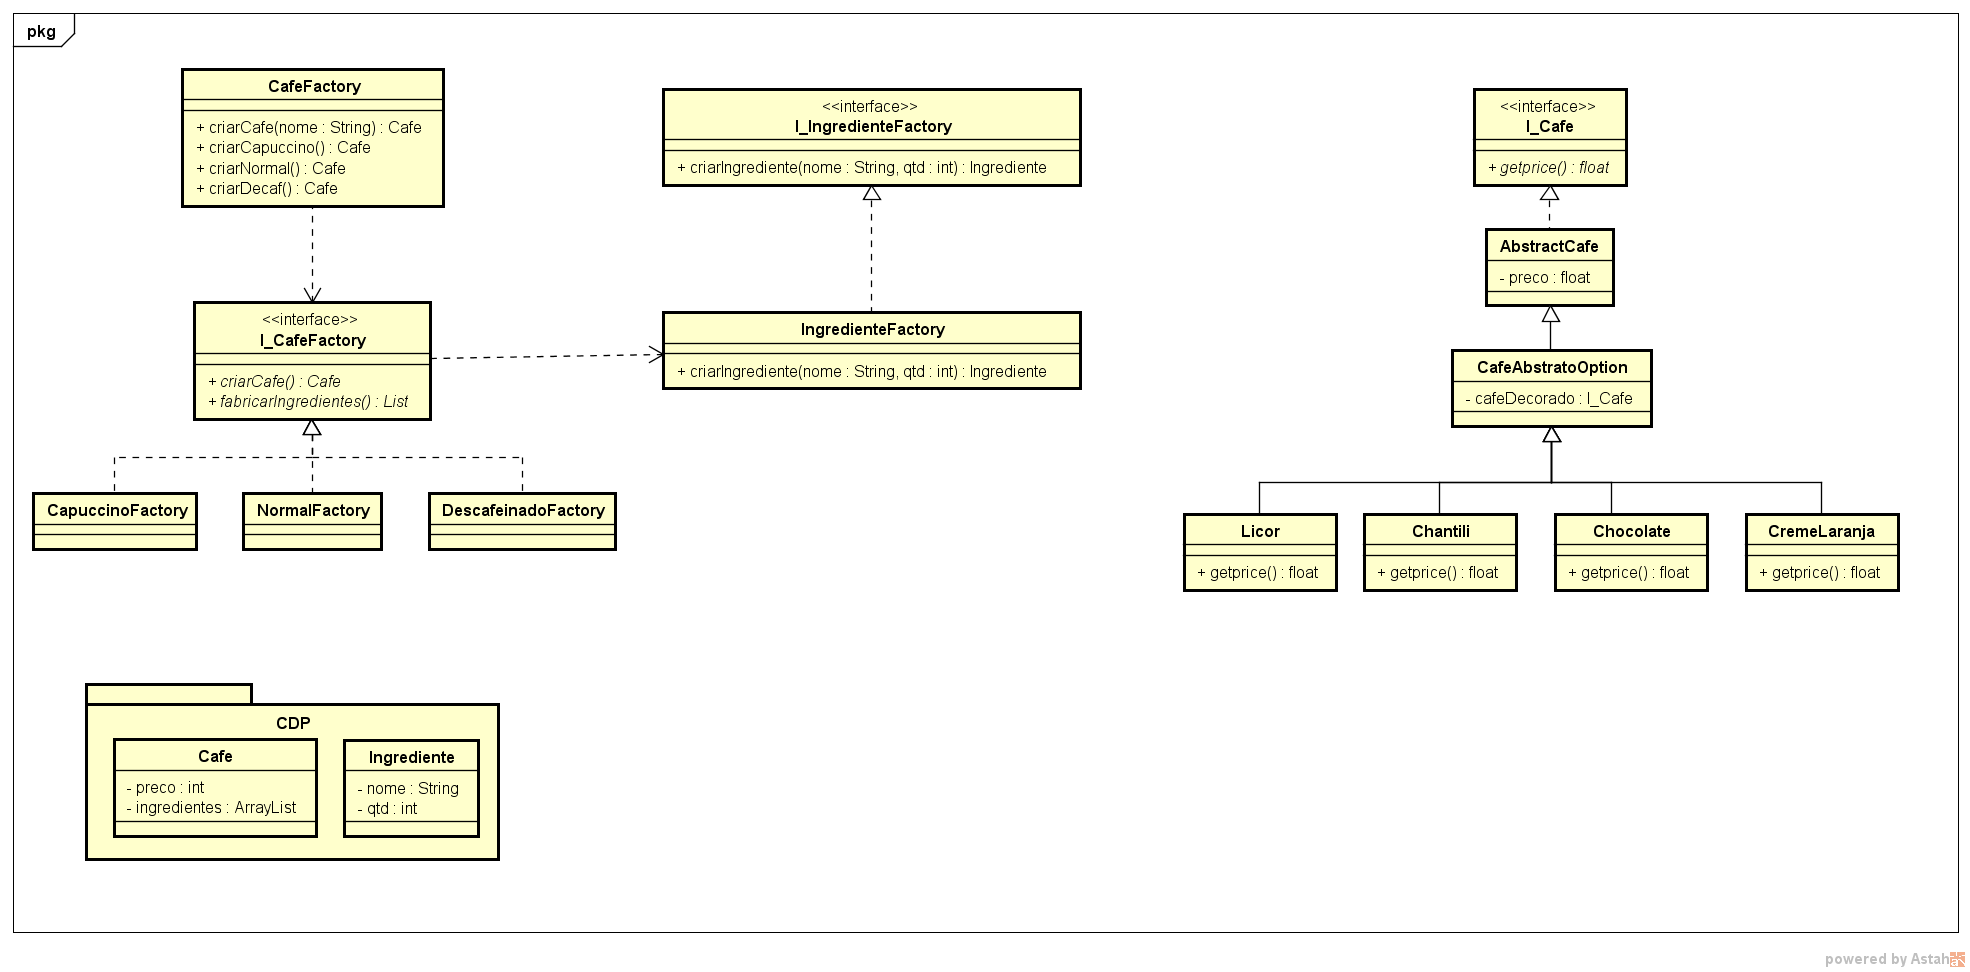 pkg
CafeFactory
+ criarCafe(nome : String) : Cafe
+ criarCapuccino() : Cafe
+ criarNormal() : Cafe
+ criarDecaf() : Cafe
<<interface>>
I_IngredienteFactory
+ criarIngrediente(nome : String, qtd : int) : Ingrediente
<<interface>>
I_Cafe
+ getprice() : float
AbstractCafe
- preco : float
<<interface>>
I_CafeFactory
+ criarCafe() : Cafe
+ fabricarIngredientes() : List
IngredienteFactory
+ criarIngrediente(nome : String, qtd : int) : Ingrediente
CafeAbstratoOption
- cafeDecorado : I_Cafe
CapuccinoFactory
NormalFactory
DescafeinadoFactory
Licor
+ getprice() : float
Chantili
+ getprice() : float
Chocolate
+ getprice() : float
CremeLaranja
+ getprice() : float
CDP
Cafe
- preco : int
- ingredientes : ArrayList
Ingrediente
- nome : String
- qtd : int
powered by Astah